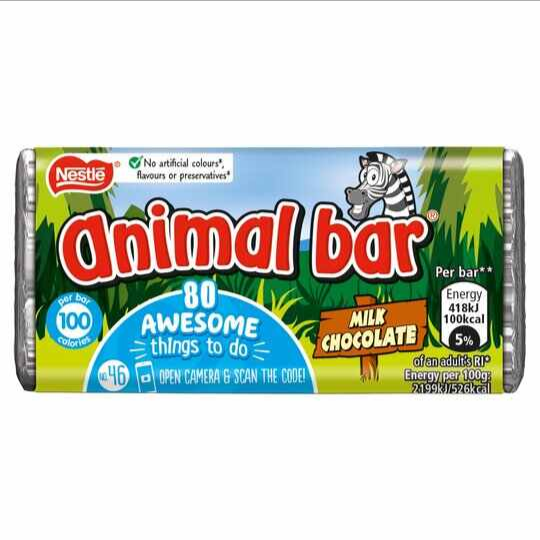 Nestlé®
No artificial colours*,
flavours or preservatives*
animal bar®
Per bar**
Energy
418kJ
100kcal
5%
of an adult's RI*
Energy per 100g:
2199kJ/526kcal
per bar
100
calories
80
AWESOME
things to do
NO. 46
OPEN CAMERA & SCAN THE CODE!
MILK
CHOCOLATE